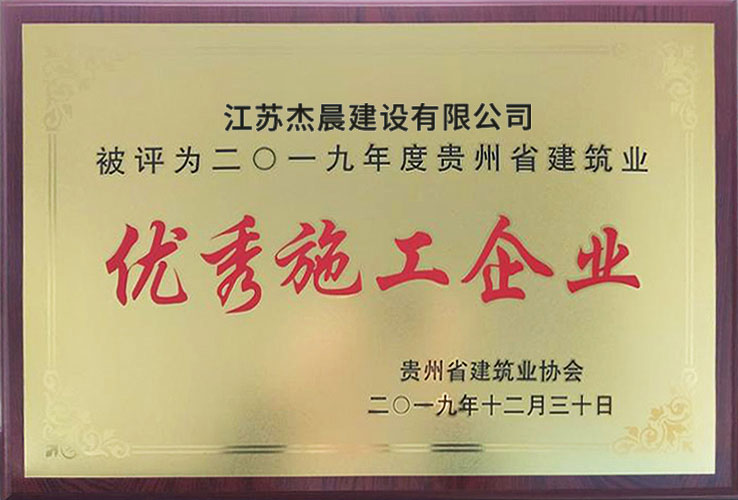 江苏杰晨建设有限公司
被评为二〇一九年度贵州省建筑业
优秀施工企业
贵州省建筑业协会
二〇一九年十二月三十日